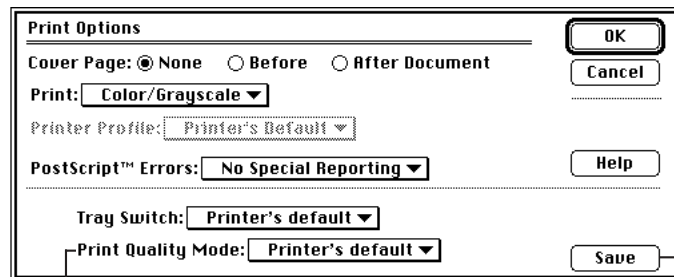 Print Options
OK
Cover Page: None Before After Document
Cancel
Print: Color/Grayscale
Printer Profile: Printer's Default
PostScript™ Errors: No Special Reporting
Help
Tray Switch: Printer's default
Print Quality Mode: Printer's default
Save